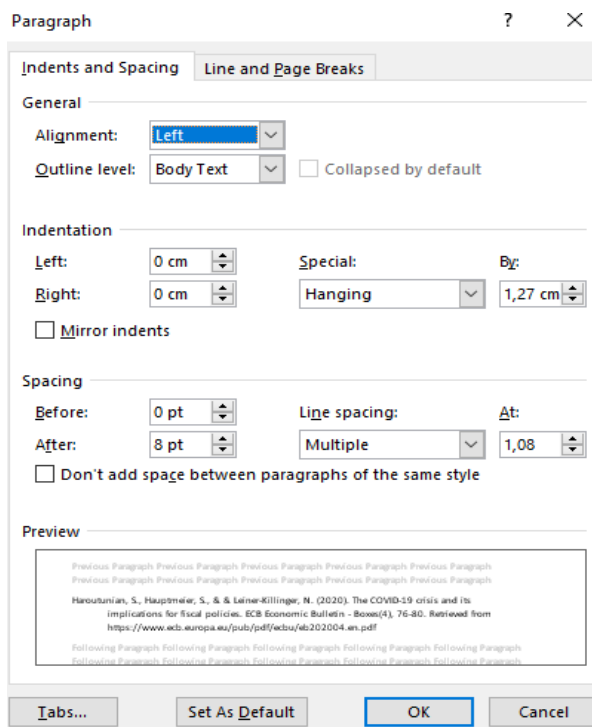 Paragraph ? ×
Indents and Spacing Line and Page Breaks
General
Alignment: Left
Outline level: Body Text Collapsed by default
Indentation
Left: 0 cm Special: By:
Right: 0 cm Hanging 1,27 cm
Mirror indents
Spacing
Before: 0 pt Line spacing: At:
After: 8 pt Multiple 1,08
Don't add space between paragraphs of the same style
Preview
Previous Paragraph Previous Paragraph Previous Paragraph Previous Paragraph Previous Paragraph
Previous Paragraph Previous Paragraph Previous Paragraph Previous Paragraph Previous Paragraph
Haroutunian, S., Hauptmeier, S., & & Leiner-Killinger, N. (2020). The COVID-19 crisis and its
implications for fiscal policies. ECB Economic Bulletin - Boxes(4), 76-80. Retrieved from
https://www.ecb.europa.eu/pub/pdf/ecbu/eb202004.en.pdf
Following Paragraph Following Paragraph Following Paragraph Following Paragraph Following Paragraph
Following Paragraph Following Paragraph Following Paragraph Following Paragraph Following Paragraph
Tabs... Set As Default OK Cancel